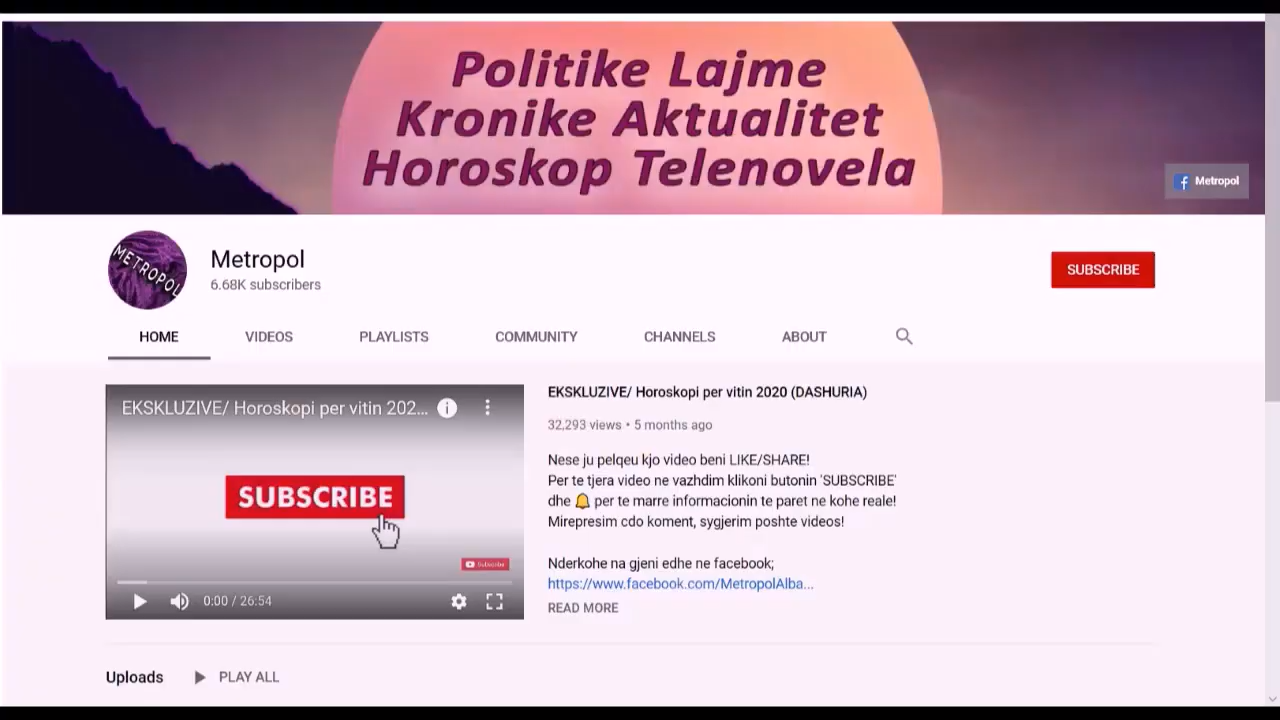 Politike Lajme
Kronike Aktualitet
Horoskop Telenovela
Metropol
METROPOL
Metropol
6.68K subscribers
SUBSCRIBE
HOME VIDEOS PLAYLISTS COMMUNITY CHANNELS ABOUT
EKSKLUZIVE/ Horoskopi per vitin 202...
SUBSCRIBE
Subscribe
0:00 / 26:54
EKSKLUZIVE/ Horoskopi per vitin 2020 (DASHURIA)
32,293 views • 5 months ago
Nese ju pelqeu kjo video beni LIKE/SHARE!
Per te tjera video ne vazhdim klikoni butonin 'SUBSCRIBE'
dhe 🔔 per te marre informacionin te paret ne kohe reale!
Mirepresim cdo koment, sygjerim poshte videos!
Nderkohe na gjeni edhe ne facebook;
https://www.facebook.com/MetropolAlba...
READ MORE
Uploads PLAY ALL